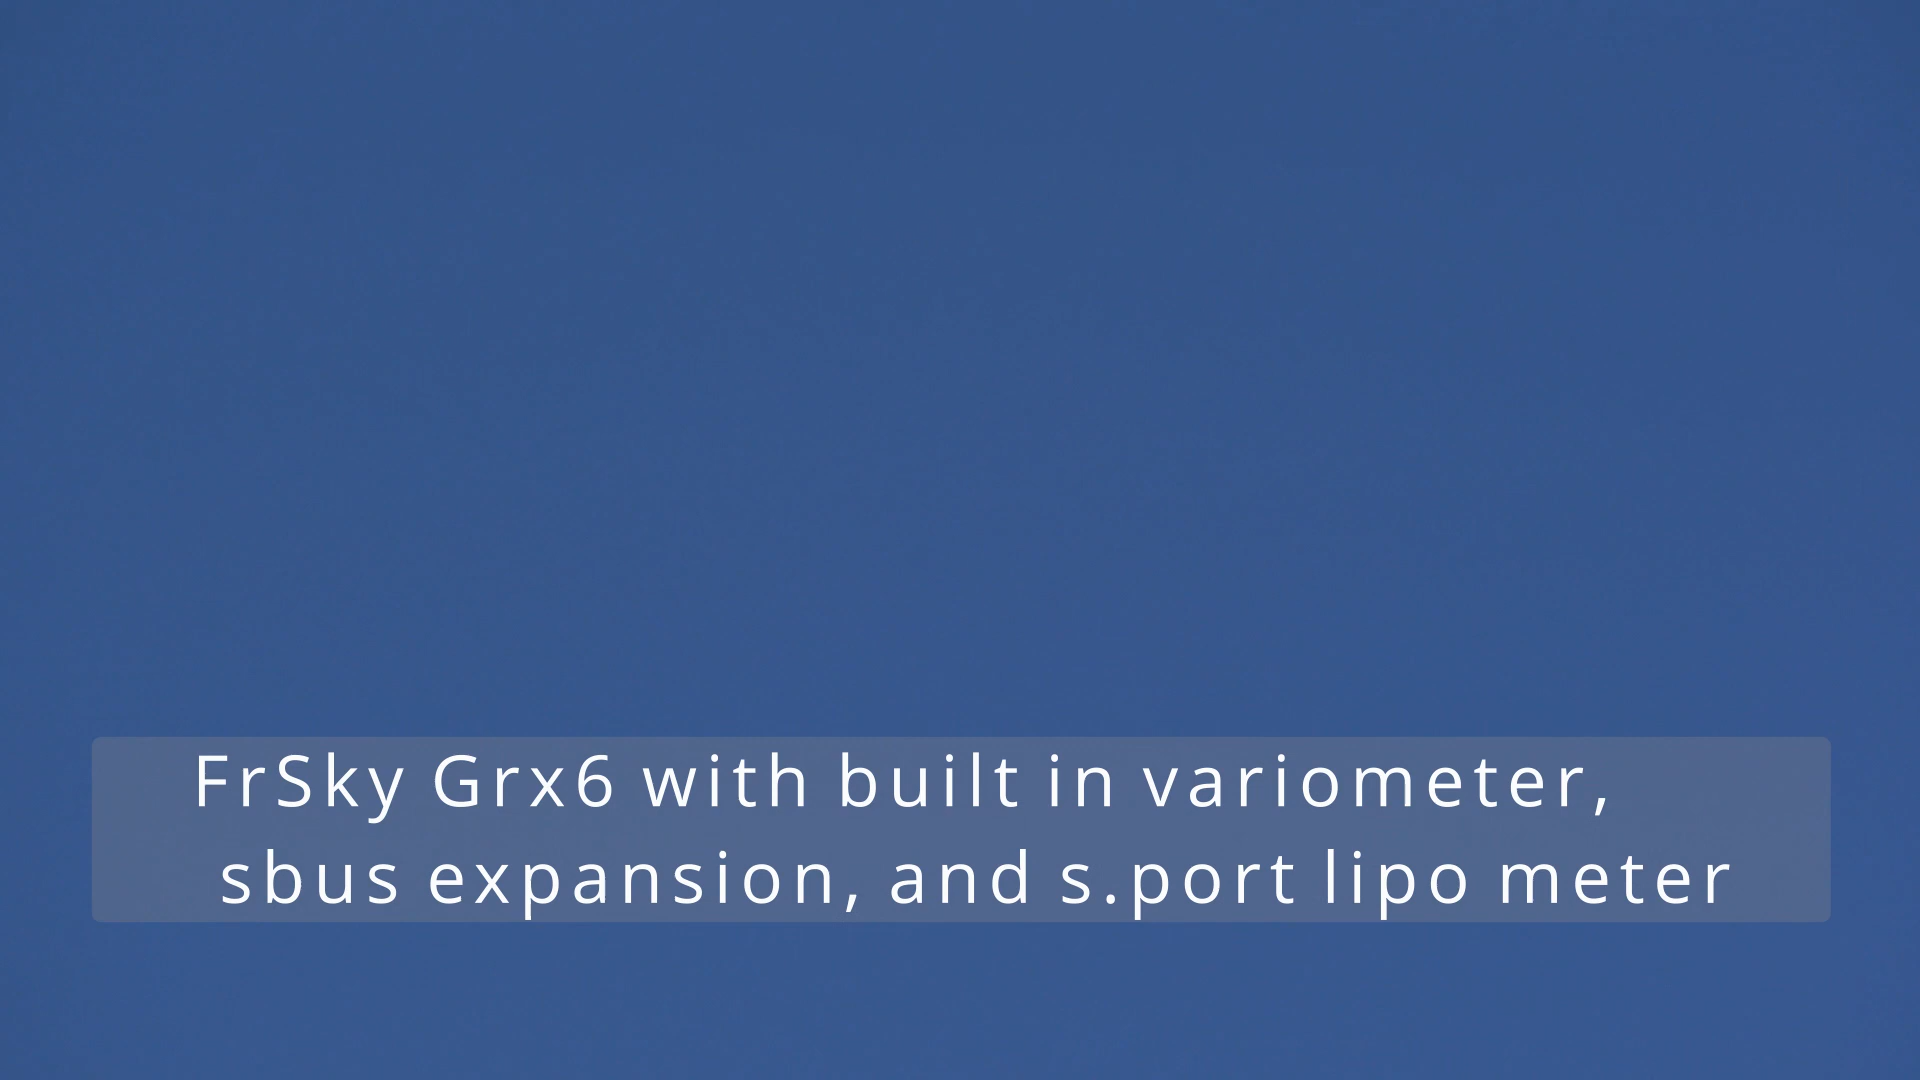 FrSky Grx6 with built in variometer,
sbus expansion, and s.port lipo meter